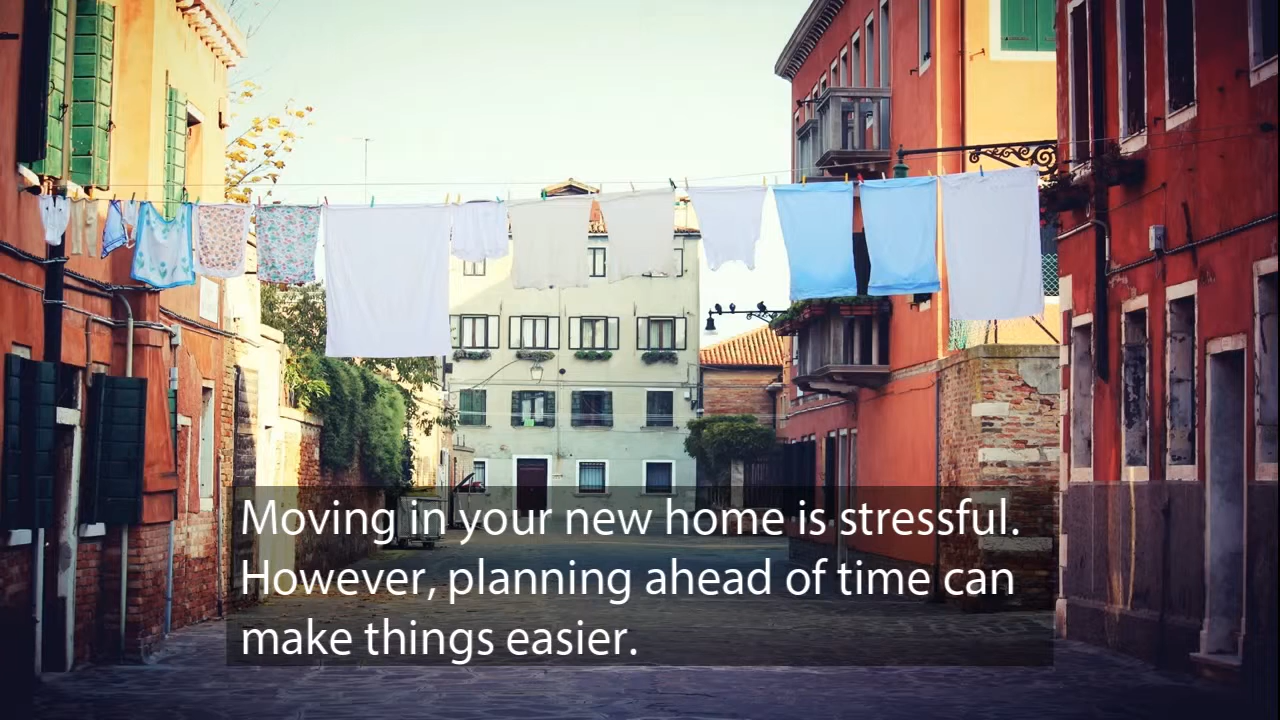 Moving in your new home is stressful.
However, planning ahead of time can
make things easier.